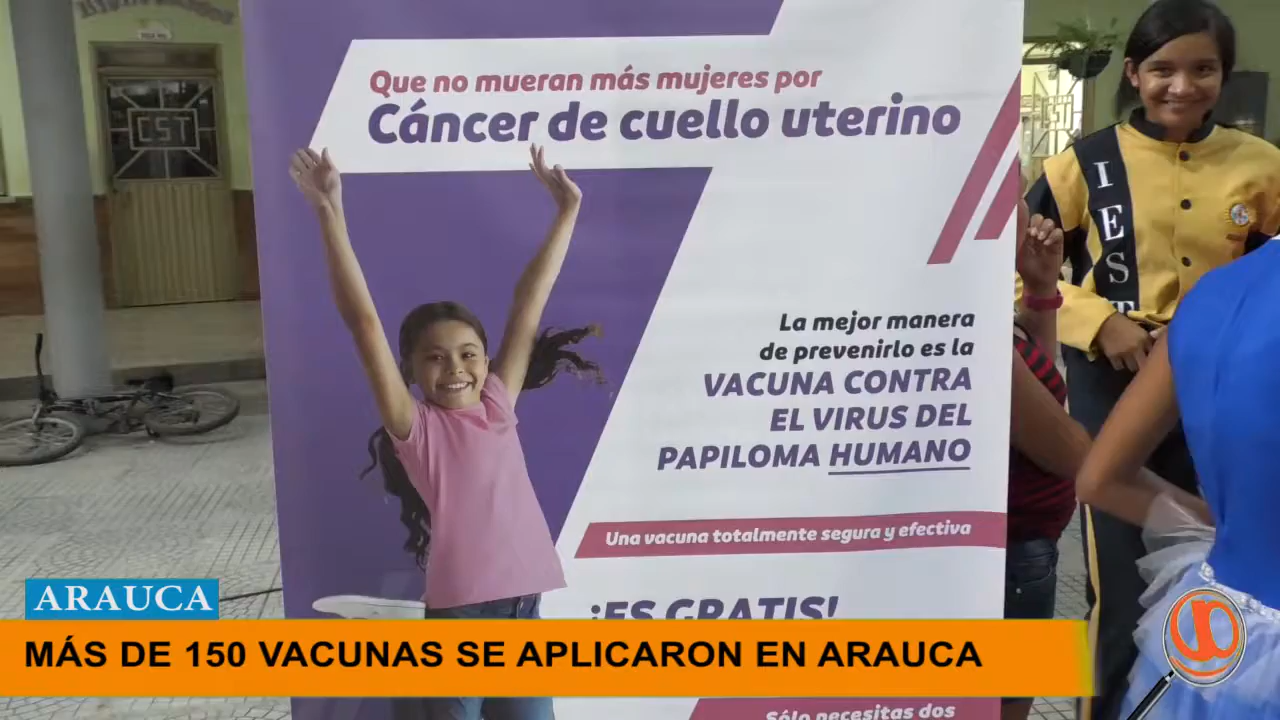 CST
Que no mueran más mujeres por
Cáncer de cuello uterino
IEST
La mejor manera
de prevenirlo es la
VACUNA CONTRA
EL VIRUS DEL
PAPILOMA HUMANO
Una vacuna totalmente segura y efectiva
¡ES GRATIS!
Sólo necesitas dos
ARAUCA
MÁS DE 150 VACUNAS SE APLICARON EN ARAUCA